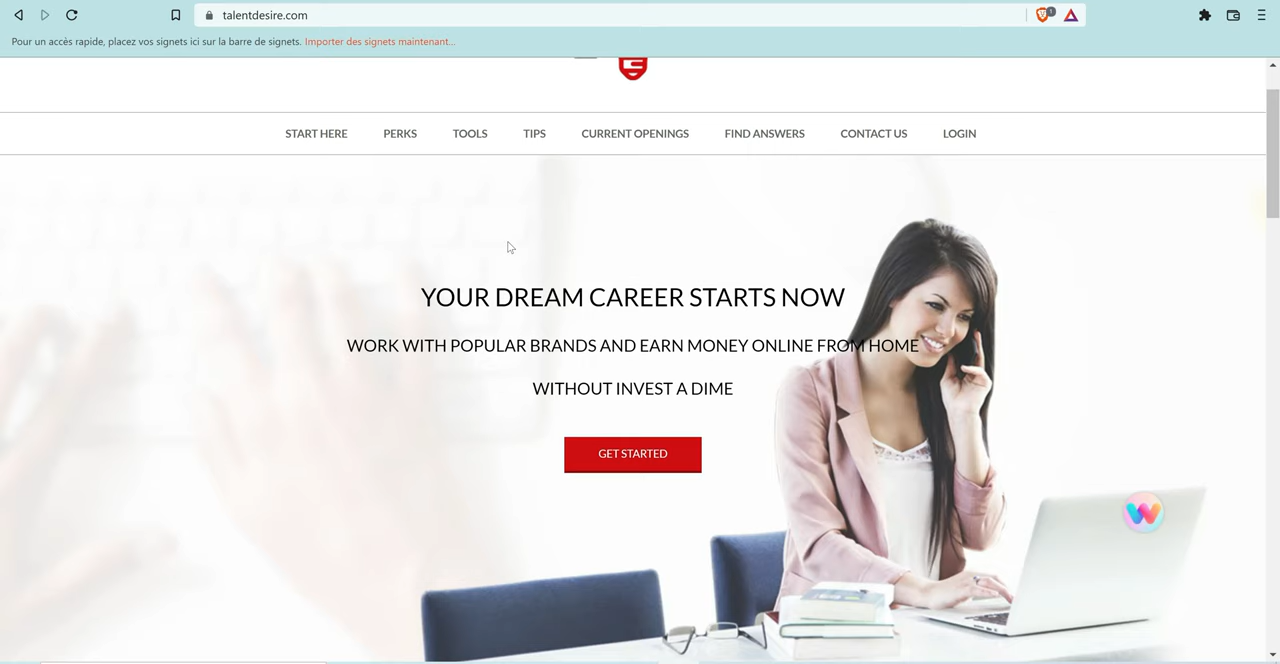 talentdesire.com
1
Pour un accès rapide, placez vos signets ici sur la barre de signets. Importer des signets maintenant...
START HERE PERKS TOOLS TIPS CURRENT OPENINGS FIND ANSWERS CONTACT US LOGIN
YOUR DREAM CAREER STARTS NOW
WORK WITH POPULAR BRANDS AND EARN MONEY ONLINE FROM HOME
WITHOUT INVEST A DIME
GET STARTED